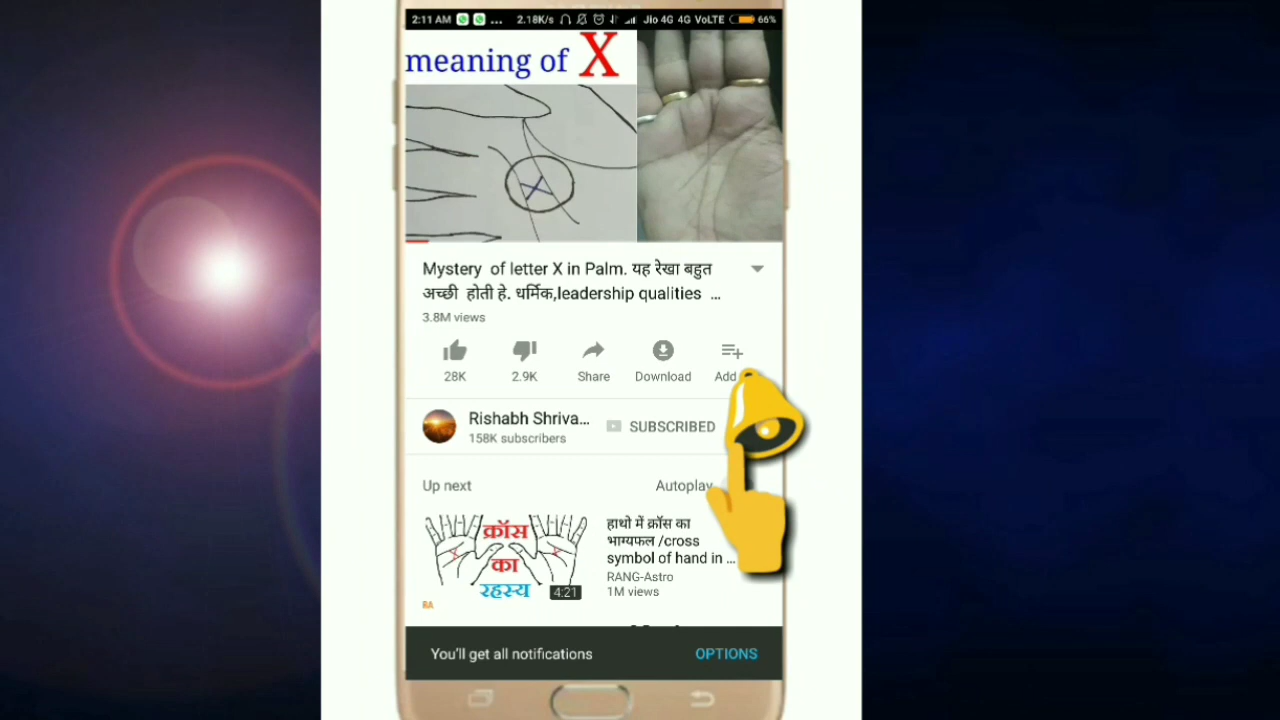 2:11 AM ... 2.18K/s Jio 4G 4G VoLTE 66%
meaning of X
X
Mystery of letter X in Palm. यह रेखा बहुत
अच्छी होती हे. धर्मिक,leadership qualities ...
3.8M views
28K 2.9K Share Download Add
Rishabh Shriva... SUBSCRIBED
158K subscribers
Up next Autoplay
क्रॉस
का
रहस्य
4:21
RA
हाथो में क्रॉस का
भाग्यफल /cross
symbol of hand in ...
RANG-Astro
1M views
You'll get all notifications OPTIONS